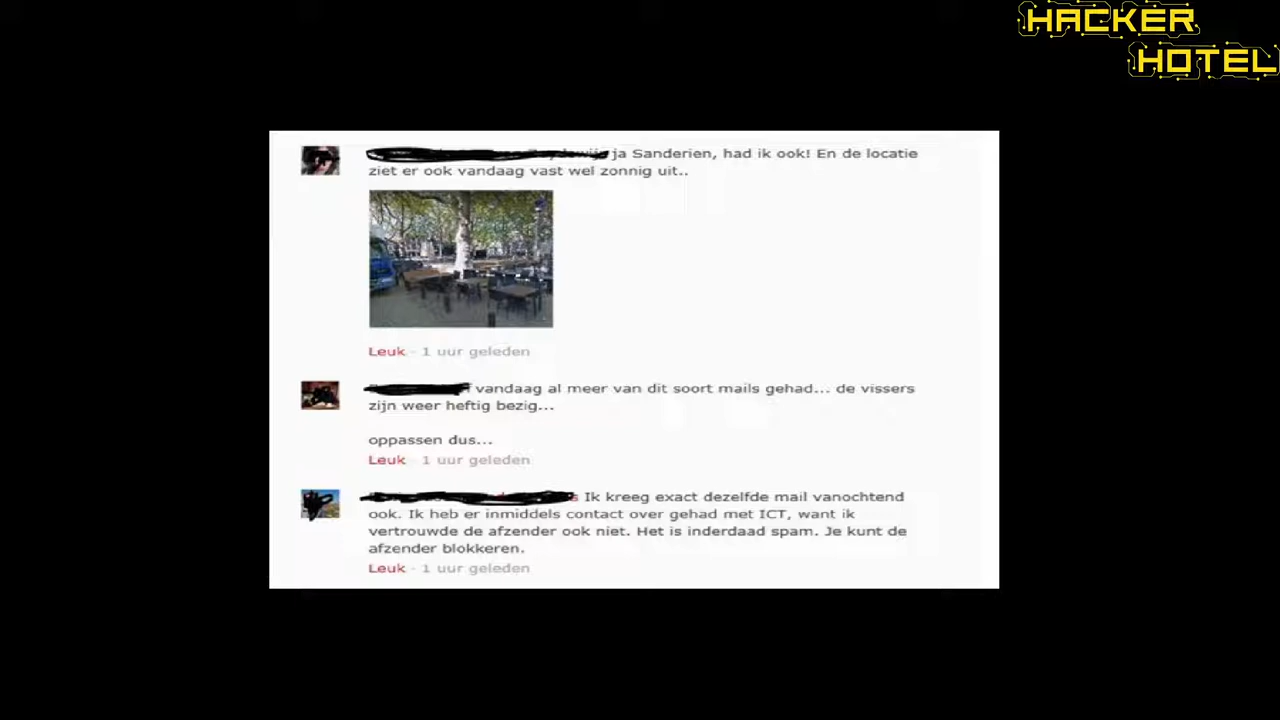 HACKER
HOTEL
ja Sanderien, had ik ook! En de locatie
ziet er ook vandaag vast wel zonnig uit..
Leuk · 1 uur geleden
vandaag al meer van dit soort mails gehad... de vissers
zijn weer heftig bezig...
oppassen dus...
Leuk · 1 uur geleden
Ik kreeg exact dezelfde mail vanochtend
ook. Ik heb er inmiddels contact over gehad met ICT, want ik
vertrouwde de afzender ook niet. Het is inderdaad spam. Je kunt de
afzender blokkeren.
Leuk · 1 uur geleden